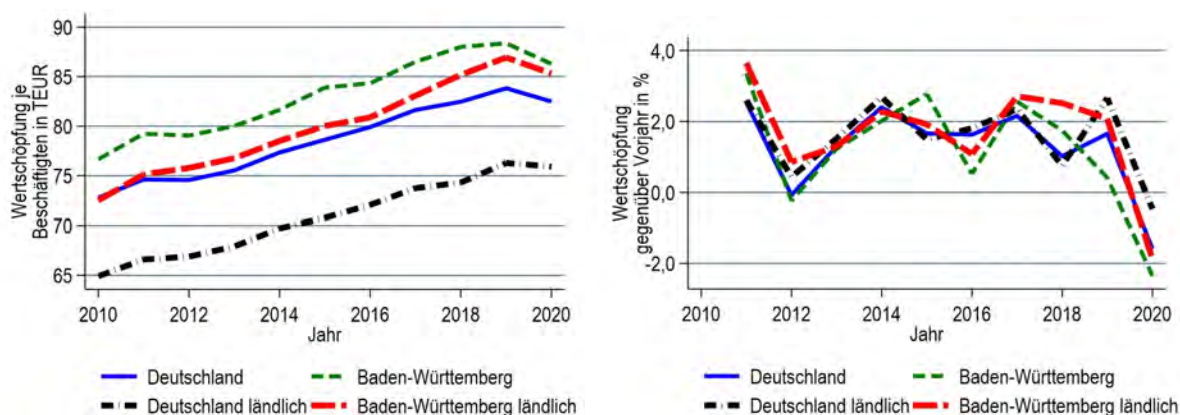 Wertschöpfung je
Beschäftigten in TEUR
90
85
80
75
70
65
2010
2012
2014
2016
2018
2020
Jahr
Deutschland
Baden-Württemberg
Deutschland ländlich
Baden-Württemberg ländlich
Wertschöpfung
gegenüber Vorjahr in %
4,0
2,0
0,0
-2,0
2010
2012
2014
2016
2018
2020
Jahr
Deutschland
Baden-Württemberg
Deutschland ländlich
Baden-Württemberg ländlich